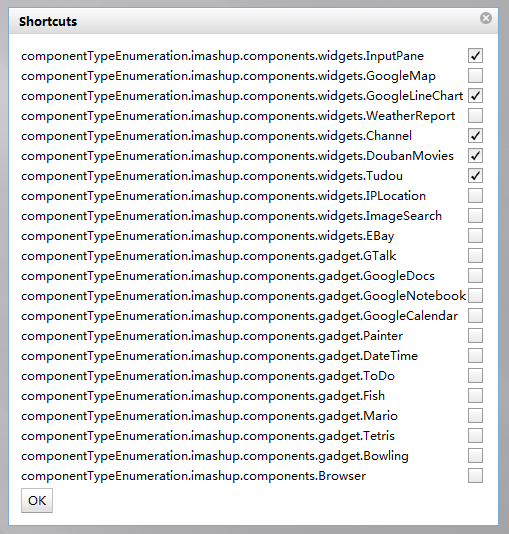 Shortcuts
componentTypeEnumeration.imashup.components.widgets.InputPane
componentTypeEnumeration.imashup.components.widgets.GoogleMap
componentTypeEnumeration.imashup.components.widgets.GoogleLineChart
componentTypeEnumeration.imashup.components.widgets.WeatherReport
componentTypeEnumeration.imashup.components.widgets.Channel
componentTypeEnumeration.imashup.components.widgets.DoubanMovies
componentTypeEnumeration.imashup.components.widgets.Tudou
componentTypeEnumeration.imashup.components.widgets.IPLocation
componentTypeEnumeration.imashup.components.widgets.ImageSearch
componentTypeEnumeration.imashup.components.widgets.EBay
componentTypeEnumeration.imashup.components.gadget.GTalk
componentTypeEnumeration.imashup.components.gadget.GoogleDocs
componentTypeEnumeration.imashup.components.gadget.GoogleNotebook
componentTypeEnumeration.imashup.components.gadget.GoogleCalendar
componentTypeEnumeration.imashup.components.gadget.Painter
componentTypeEnumeration.imashup.components.gadget.DateTime
componentTypeEnumeration.imashup.components.gadget.ToDo
componentTypeEnumeration.imashup.components.gadget.Fish
componentTypeEnumeration.imashup.components.gadget.Mario
componentTypeEnumeration.imashup.components.gadget.Tetris
componentTypeEnumeration.imashup.components.gadget.Bowling
componentTypeEnumeration.imashup.components.Browser
OK